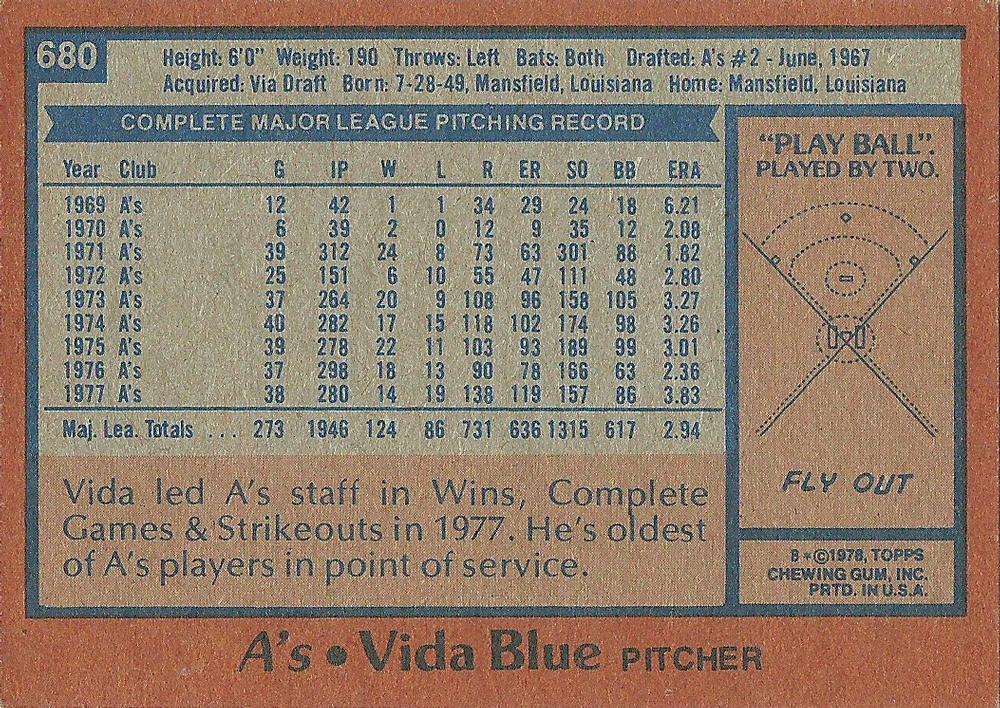 680
Height: 6'0" Weight: 190 Throws: Left Bats: Both Drafted: A's #2 - June, 1967
Acquired: Via Draft Born: 7-28-49, Mansfield, Louisiana Home: Mansfield, Louisiana
COMPLETE MAJOR LEAGUE PITCHING RECORD
Year Club G IP W L R ER SO BB ERA
1969 A's 12 42 1 1 34 29 24 18 6.21
1970 A's 6 39 2 0 12 9 35 12 2.08
1971 A's 39 312 24 8 73 63 301 88 1.82
1972 A's 25 151 6 10 55 47 111 48 2.80
1973 A's 37 264 20 9 108 96 158 105 3.27
1974 A's 40 282 17 15 118 102 174 98 3.26
1975 A's 39 278 22 11 103 93 189 99 3.01
1976 A's 37 298 18 13 90 78 166 63 2.36
1977 A's 38 280 14 19 138 119 157 86 3.83
Maj. Lea. Totals ... 273 1946 124 86 731 636 1315 617 2.94
Vida led A's staff in Wins, Complete
Games & Strikeouts in 1977. He's oldest
of A's players in point of service.
"PLAY BALL".
PLAYED BY TWO.
FLY OUT
B*©1978, TOPPS
CHEWING GUM, INC.
PRTD. IN U.S.A.
A's • Vida Blue PITCHER